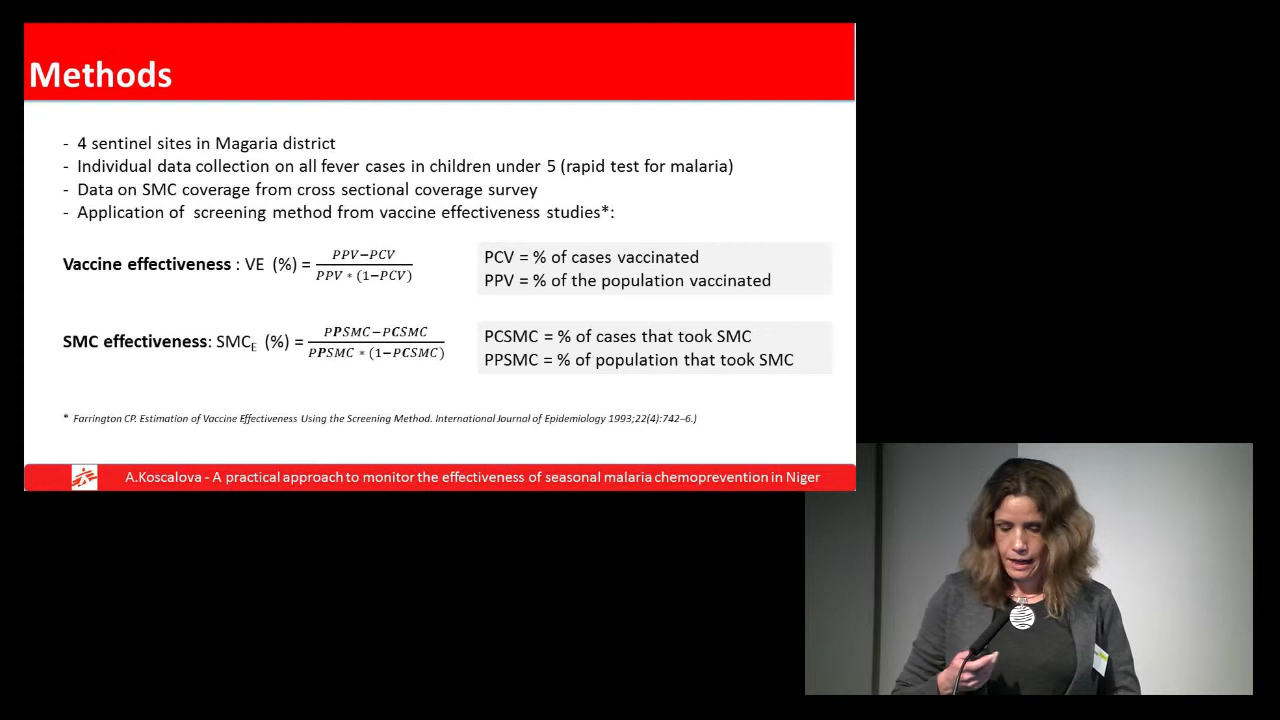 Methods
- 4 sentinel sites in Magaria district
- Individual data collection on all fever cases in children under 5 (rapid test for malaria)
- Data on SMC coverage from cross sectional coverage survey
- Application of screening method from vaccine effectiveness studies*:
Vaccine effectiveness : VE (%) = PPV−PCV / PPV ∗ (1−PCV)
PCV = % of cases vaccinated
PPV = % of the population vaccinated
SMC effectiveness: SMCE (%) = PPSMC−PCSMC / PPSMC ∗ (1−PCSMC)
PCSMC = % of cases that took SMC
PPSMC = % of population that took SMC
* Farrington CP. Estimation of Vaccine Effectiveness Using the Screening Method. International Journal of Epidemiology 1993;22(4):742–6.)
A.Koscalova - A practical approach to monitor the effectiveness of seasonal malaria chemoprevention in Niger